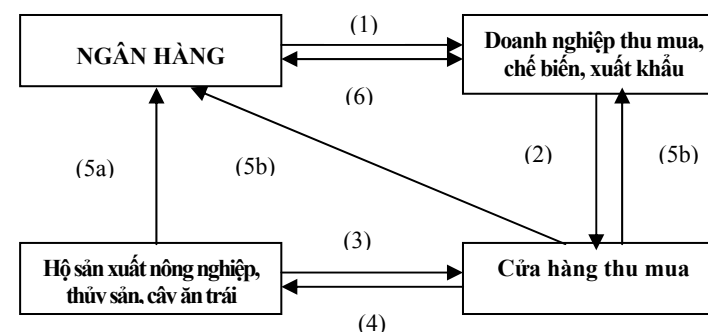 (1)
NGÂN HÀNG
Doanh nghiệp thu mua,
chế biến, xuất khẩu
(6)
(5a)
(5b)
(2)
(5b)
(3)
Hộ sản xuất nông nghiệp,
thủy sản, cây ăn trái
Cửa hàng thu mua
(4)